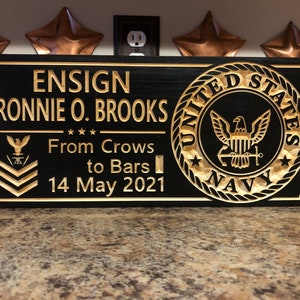 ENSIGN
RONNIE O. BROOKS
From Crows
to Bars
14 May 2021
UNITED STATES
NAVY